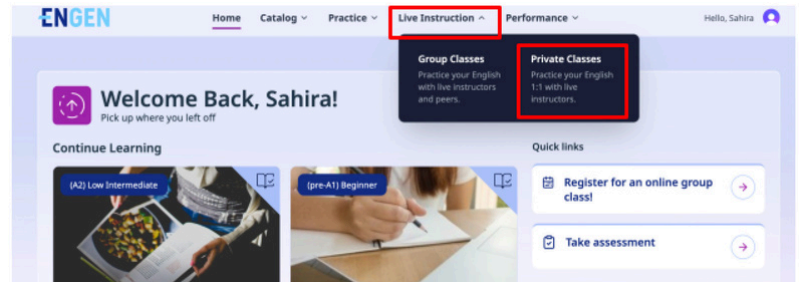 ENGEN
Home Catalog Practice Live Instruction Performance Hello, Sahira
Group Classes
Practice your English
with live instructors
and peers.
Private Classes
Practice your English
1:1 with live
instructors.
Welcome Back, Sahira!
Pick up where you left off
Continue Learning
(A2) Low Intermediate
(pre-A1) Beginner
Quick links
Register for an online group
class!
Take assessment